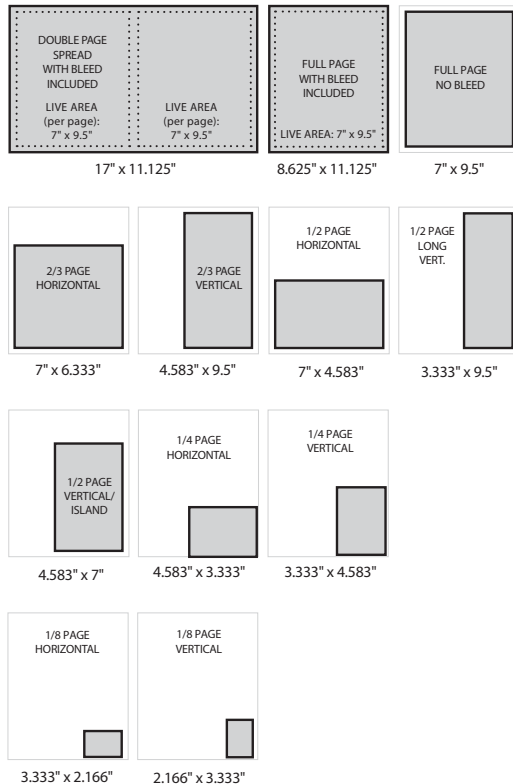 DOUBLE PAGE
SPREAD
WITH BLEED
INCLUDED
LIVE AREA
(per page):
7" x 9.5"
LIVE AREA
(per page):
7" x 9.5"
17" x 11.125"
FULL PAGE
WITH BLEED
INCLUDED
LIVE AREA: 7" x 9.5"
8.625" x 11.125"
FULL PAGE
NO BLEED
7" x 9.5"
2/3 PAGE
HORIZONTAL
7" x 6.333"
2/3 PAGE
VERTICAL
4.583" x 9.5"
1/2 PAGE
HORIZONTAL
7" x 4.583"
1/2 PAGE
LONG
VERT.
3.333" x 9.5"
1/2 PAGE
VERTICAL/
ISLAND
4.583" x 7"
1/4 PAGE
HORIZONTAL
4.583" x 3.333"
1/4 PAGE
VERTICAL
3.333" x 4.583"
1/8 PAGE
HORIZONTAL
3.333" x 2.166"
1/8 PAGE
VERTICAL
2.166" x 3.333"